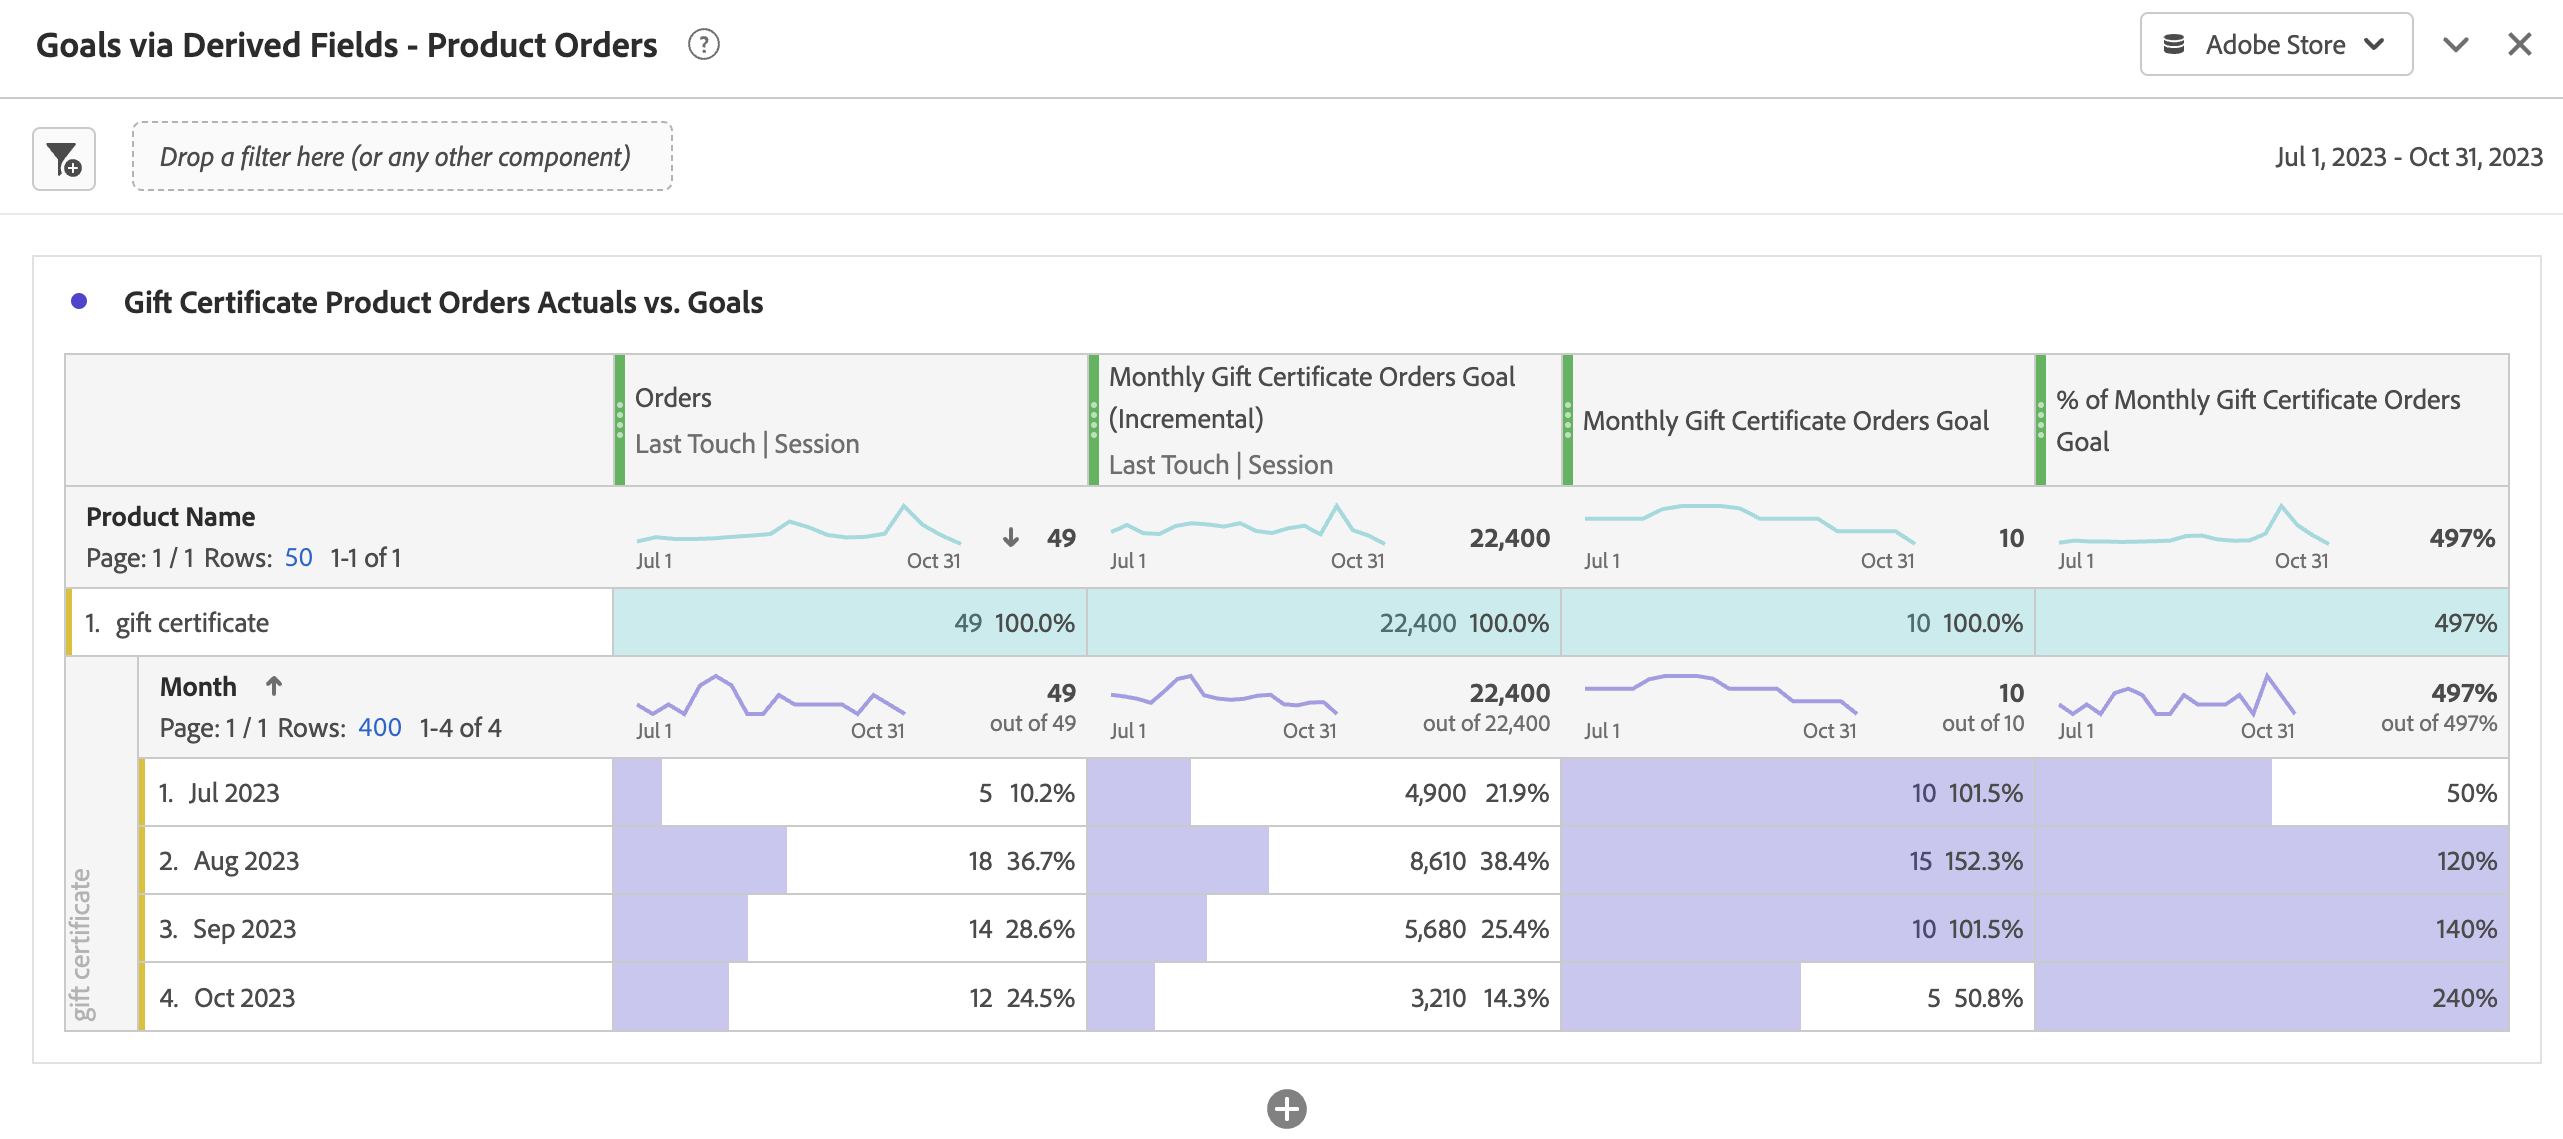 Goals via Derived Fields - Product Orders ?
Adobe Store
Drop a filter here (or any other component)
Jul 1, 2023 - Oct 31, 2023
Gift Certificate Product Orders Actuals vs. Goals
Orders
Last Touch | Session
Monthly Gift Certificate Orders Goal
(Incremental)
Last Touch | Session
Monthly Gift Certificate Orders Goal
% of Monthly Gift Certificate Orders
Goal
Product Name
Page: 1 / 1 Rows: 50 1-1 of 1
Jul 1 Oct 31 49
Jul 1 Oct 31 22,400
Jul 1 Oct 31 10
Jul 1 Oct 31 497%
1. gift certificate 49 100.0% 22,400 100.0% 10 100.0% 497%
gift certificate
Month
Page: 1 / 1 Rows: 400 1-4 of 4
Jul 1 Oct 31 49
out of 49
Jul 1 Oct 31 22,400
out of 22,400
Jul 1 Oct 31 10
out of 10
Jul 1 Oct 31 497%
out of 497%
1. Jul 2023 5 10.2% 4,900 21.9% 10 101.5% 50%
2. Aug 2023 18 36.7% 8,610 38.4% 15 152.3% 120%
3. Sep 2023 14 28.6% 5,680 25.4% 10 101.5% 140%
4. Oct 2023 12 24.5% 3,210 14.3% 5 50.8% 240%